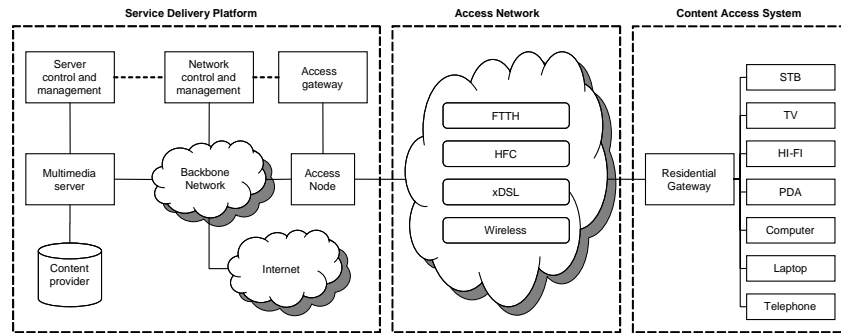 Service Delivery Platform
Access Network
Content Access System
Server
control and
management
Network
control and
management
Access
gateway
Multimedia
server
Backbone
Network
Access
Node
Content
provider
Internet
FTTH
HFC
xDSL
Wireless
Residential
Gateway
STB
TV
HI-FI
PDA
Computer
Laptop
Telephone